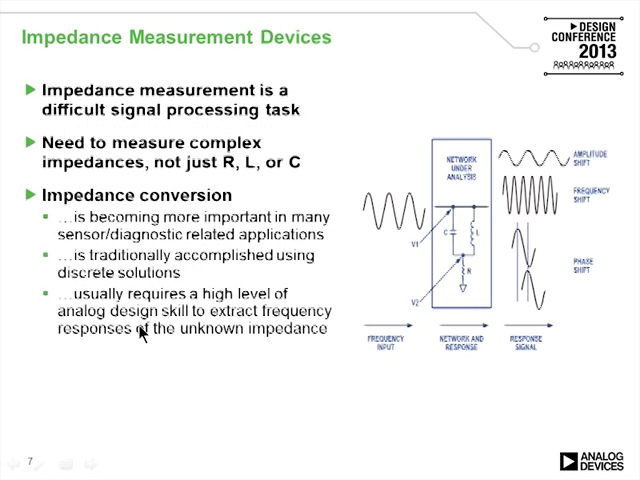 Impedance Measurement Devices
DESIGN
CONFERENCE
2013
Impedance measurement is a
difficult signal processing task
Need to measure complex
impedances, not just R, L, or C
Impedance conversion
…is becoming more important in many
sensor/diagnostic related applications
…is traditionally accomplished using
discrete solutions
…usually requires a high level of
analog design skill to extract frequency
responses of the unknown impedance
NETWORK
UNDER
ANALYSIS
V1
C
L
R
V2
AMPLITUDE
SHIFT
FREQUENCY
SHIFT
PHASE
SHIFT
FREQUENCY
INPUT
NETWORK AND
RESPONSE
RESPONSE
SIGNAL
7
ANALOG
DEVICES